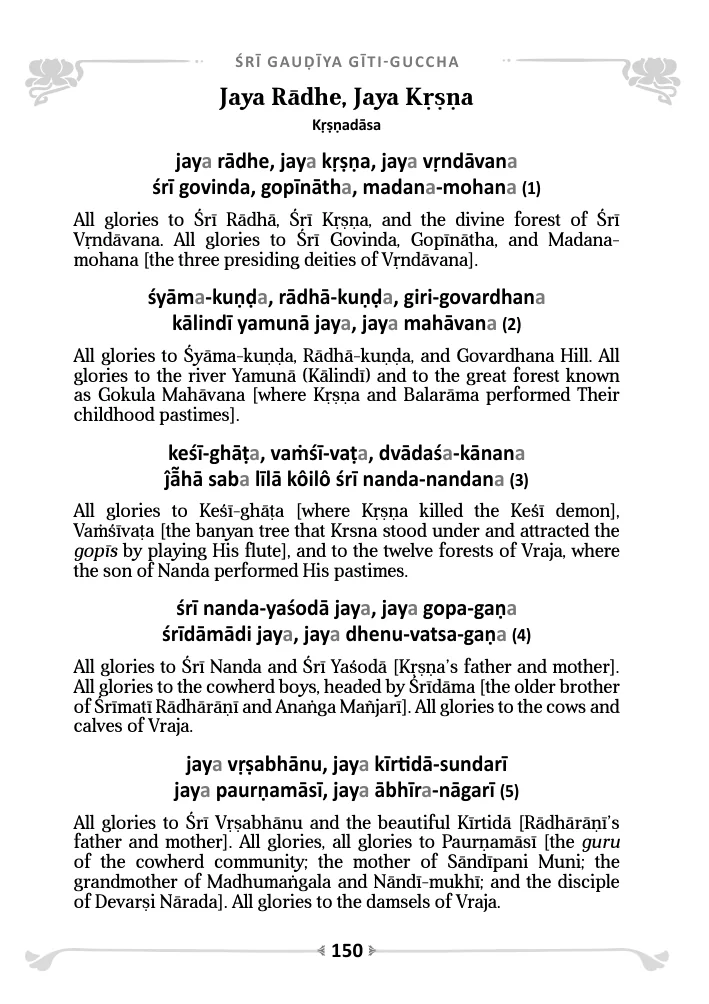 ŚRĪ GAUḌĪYA GĪTI-GUCCHA
Jaya Rādhe, Jaya Kṛṣṇa
Kṛṣṇadāsa
jaya rādhe, jaya kṛṣṇa, jaya vṛndāvana
śrī govinda, gopīnātha, madana-mohana (1)
All glories to Śrī Rādhā, Śrī Kṛṣṇa, and the divine forest of Śrī
Vṛndāvana. All glories to Śrī Govinda, Gopīnātha, and Madana-
mohana [the three presiding deities of Vṛndāvana].
śyāma-kuṇḍa, rādhā-kuṇḍa, giri-govardhana
kālindī yamunā jaya, jaya mahāvana (2)
All glories to Śyāma-kuṇḍa, Rādhā-kuṇḍa, and Govardhana Hill. All
glories to the river Yamunā (Kālindī) and to the great forest known
as Gokula Mahāvana [where Kṛṣṇa and Balarāma performed Their
childhood pastimes].
keśī-ghāṭa, vaṁśī-vaṭa, dvādaśa-kānana
ĵā̃hā saba līlā kôilô śrī nanda-nandana (3)
All glories to Keśī-ghāṭa [where Kṛṣṇa killed the Keśī demon],
Vaṁśīvaṭa [the banyan tree that Krsna stood under and attracted the
gopīs by playing His flute], and to the twelve forests of Vraja, where
the son of Nanda performed His pastimes.
śrī nanda-yaśodā jaya, jaya gopa-gaṇa
śrīdāmādi jaya, jaya dhenu-vatsa-gaṇa (4)
All glories to Śrī Nanda and Śrī Yaśodā [Kṛṣṇa's father and mother].
All glories to the cowherd boys, headed by Śrīdāma [the older brother
of Śrīmatī Rādhārāṇī and Anaṅga Mañjarī]. All glories to the cows and
calves of Vraja.
jaya vṛṣabhānu, jaya kīrtidā-sundarī
jaya paurṇamāsī, jaya ābhīra-nāgarī (5)
All glories to Śrī Vṛṣabhānu and the beautiful Kīrtidā [Rādhārāṇī's
father and mother]. All glories, all glories to Paurṇamāsī [the guru
of the cowherd community; the mother of Sāndīpani Muni; the
grandmother of Madhumaṅgala and Nāndī-mukhī; and the disciple
of Devarṣi Nārada]. All glories to the damsels of Vraja.
150